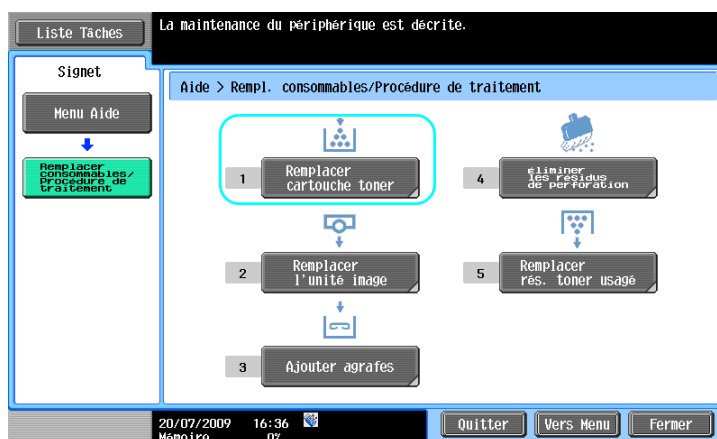 Liste Tâches
La maintenance du périphérique est décrite.
Signet
Menu Aide
Remplacer
consommables/
Procédure de
traitement
Aide > Rempl. consommables/Procédure de traitement
1
Remplacer
cartouche toner
2
Remplacer
l'unité image
3
Ajouter agrafes
4
Éliminer
les résidus
de perforation
5
Remplacer
rés. toner usagé
20/07/2009 16:36
Mémoire 0%
Quitter
Vers Menu
Fermer